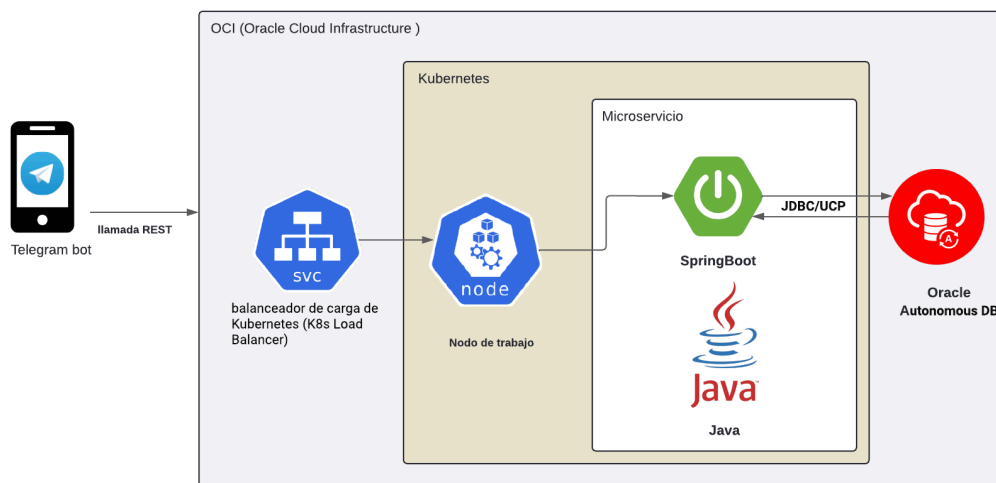 OCI (Oracle Cloud Infrastructure )
Kubernetes
Microservicio
Telegram bot
llamada REST
svc
balanceador de carga de
Kubernetes (K8s Load
Balancer)
node
Nodo de trabajo
SpringBoot
JDBC/UCP
Java
Java
A
Oracle
Autonomous DB